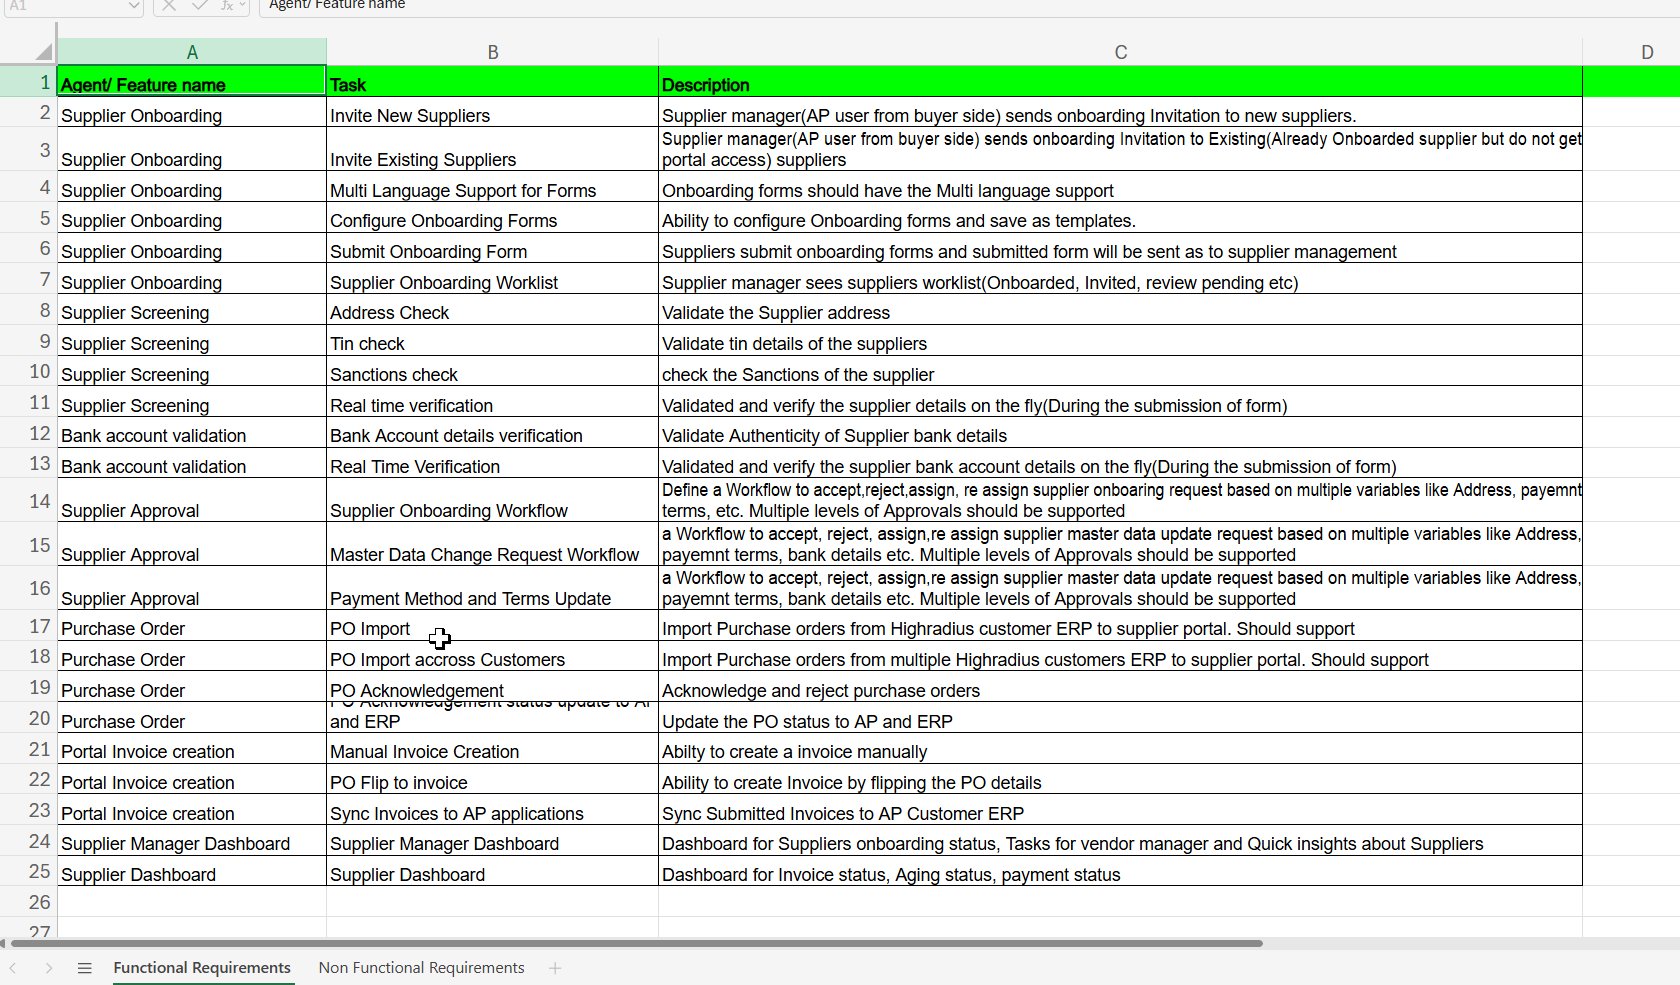 A1
fx
Agent/ Feature name
A B C D
1 Agent/ Feature name Task Description
2 Supplier Onboarding Invite New Suppliers Supplier manager(AP user from buyer side) sends onboarding Invitation to new suppliers.
3 Supplier Onboarding Invite Existing Suppliers Supplier manager(AP user from buyer side) sends onboarding Invitation to Existing(Already Onboarded supplier but do not get
portal access) suppliers
4 Supplier Onboarding Multi Language Support for Forms Onboarding forms should have the Multi language support
5 Supplier Onboarding Configure Onboarding Forms Ability to configure Onboarding forms and save as templates.
6 Supplier Onboarding Submit Onboarding Form Suppliers submit onboarding forms and submitted form will be sent as to supplier management
7 Supplier Onboarding Supplier Onboarding Worklist Supplier manager sees suppliers worklist(Onboarded, Invited, review pending etc)
8 Supplier Screening Address Check Validate the Supplier address
9 Supplier Screening Tin check Validate tin details of the suppliers
10 Supplier Screening Sanctions check check the Sanctions of the supplier
11 Supplier Screening Real time verification Validated and verify the supplier details on the fly(During the submission of form)
12 Bank account validation Bank Account details verification Validate Authenticity of Supplier bank details
13 Bank account validation Real Time Verification Validated and verify the supplier bank account details on the fly(During the submission of form)
14 Supplier Approval Supplier Onboarding Workflow Define a Workflow to accept,reject,assign, re assign supplier onboaring request based on multiple variables like Address, payemnt
terms, etc. Multiple levels of Approvals should be supported
15 Supplier Approval Master Data Change Request Workflow a Workflow to accept, reject, assign,re assign supplier master data update request based on multiple variables like Address,
payemnt terms, bank details etc. Multiple levels of Approvals should be supported
16 Supplier Approval Payment Method and Terms Update a Workflow to accept, reject, assign,re assign supplier master data update request based on multiple variables like Address,
payemnt terms, bank details etc. Multiple levels of Approvals should be supported
17 Purchase Order PO Import Import Purchase orders from Highradius customer ERP to supplier portal. Should support
18 Purchase Order PO Import accross Customers Import Purchase orders from multiple Highradius customers ERP to supplier portal. Should support
19 Purchase Order PO Acknowledgement Acknowledge and reject purchase orders
20 Purchase Order PO Acknowledgement status update to AP
and ERP Update the PO status to AP and ERP
21 Portal Invoice creation Manual Invoice Creation Abilty to create a invoice manually
22 Portal Invoice creation PO Flip to invoice Ability to create Invoice by flipping the PO details
23 Portal Invoice creation Sync Invoices to AP applications Sync Submitted Invoices to AP Customer ERP
24 Supplier Manager Dashboard Supplier Manager Dashboard Dashboard for Suppliers onboarding status, Tasks for vendor manager and Quick insights about Suppliers
25 Supplier Dashboard Supplier Dashboard Dashboard for Invoice status, Aging status, payment status
26
27
Functional Requirements Non Functional Requirements